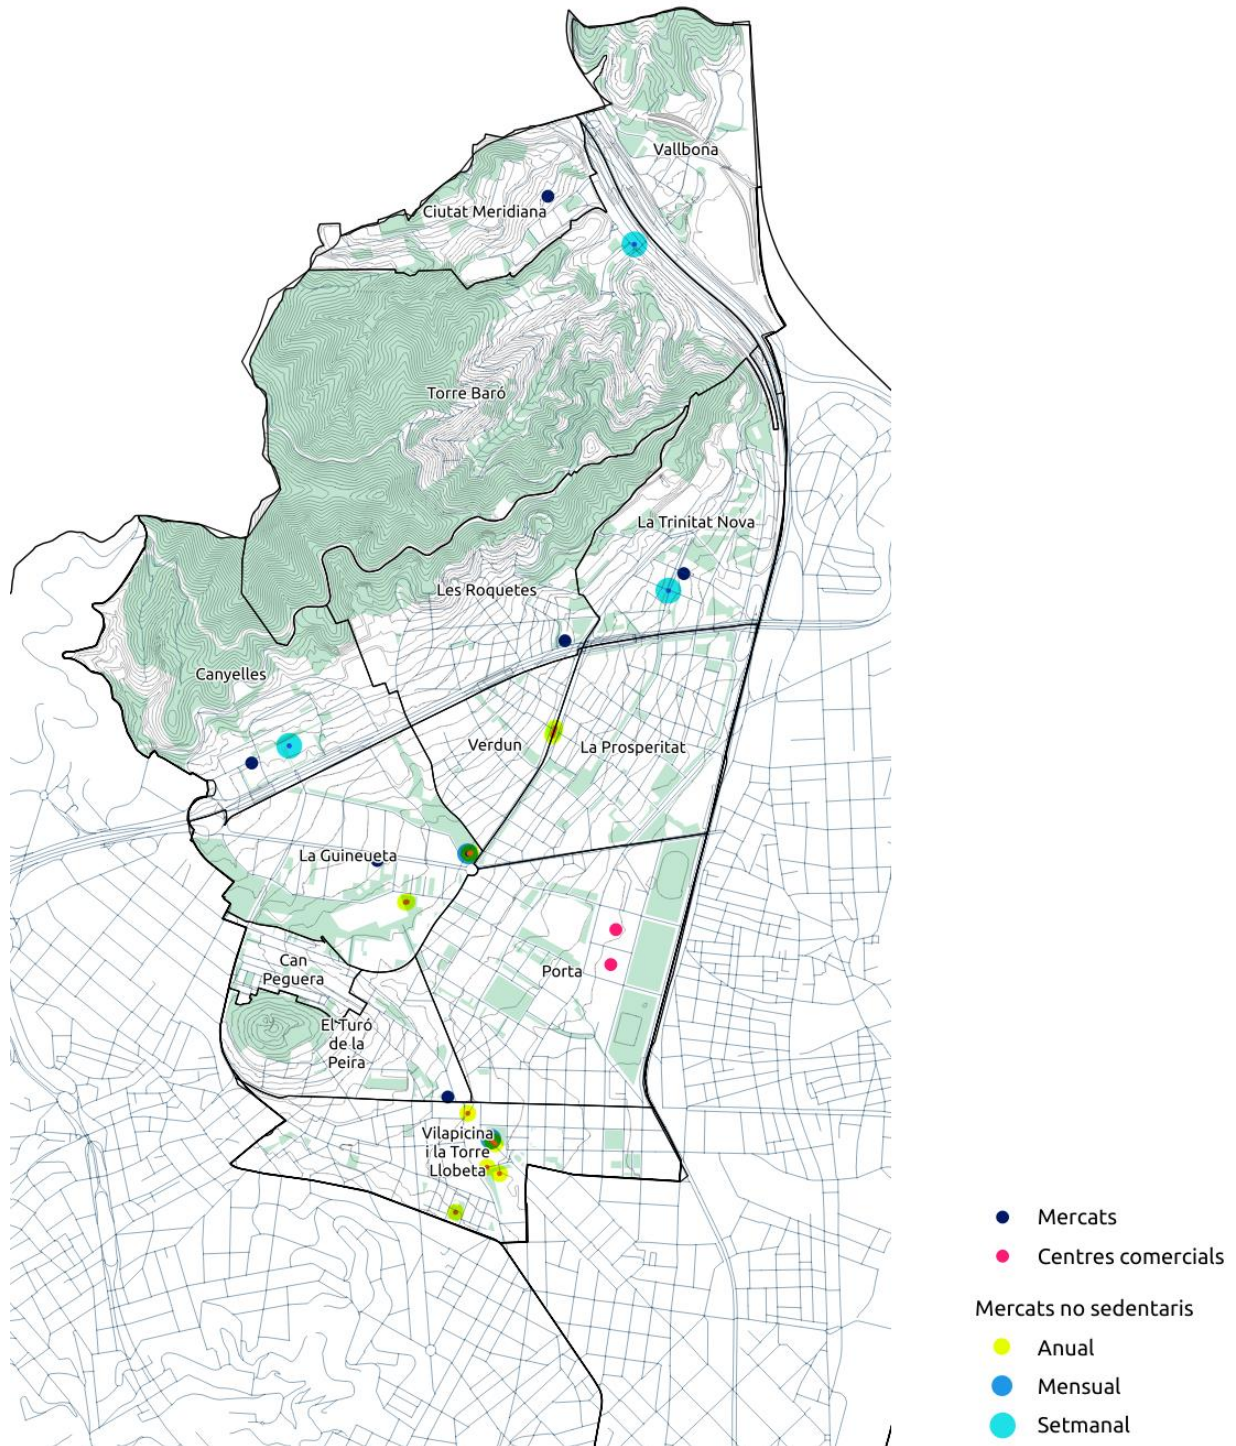 Vallbona
Ciutat Meridiana
Torre Baró
La Trinitat Nova
Les Roquetes
Canyelles
Verdun
La Prosperitat
La Guineueta
Can
Peguera
Porta
El Turó
de la
Peira
Vilapicina
i la Torre
Llobeta
Mercats
Centres comercials
Mercats no sedentaris
Anual
Mensual
Setmanal